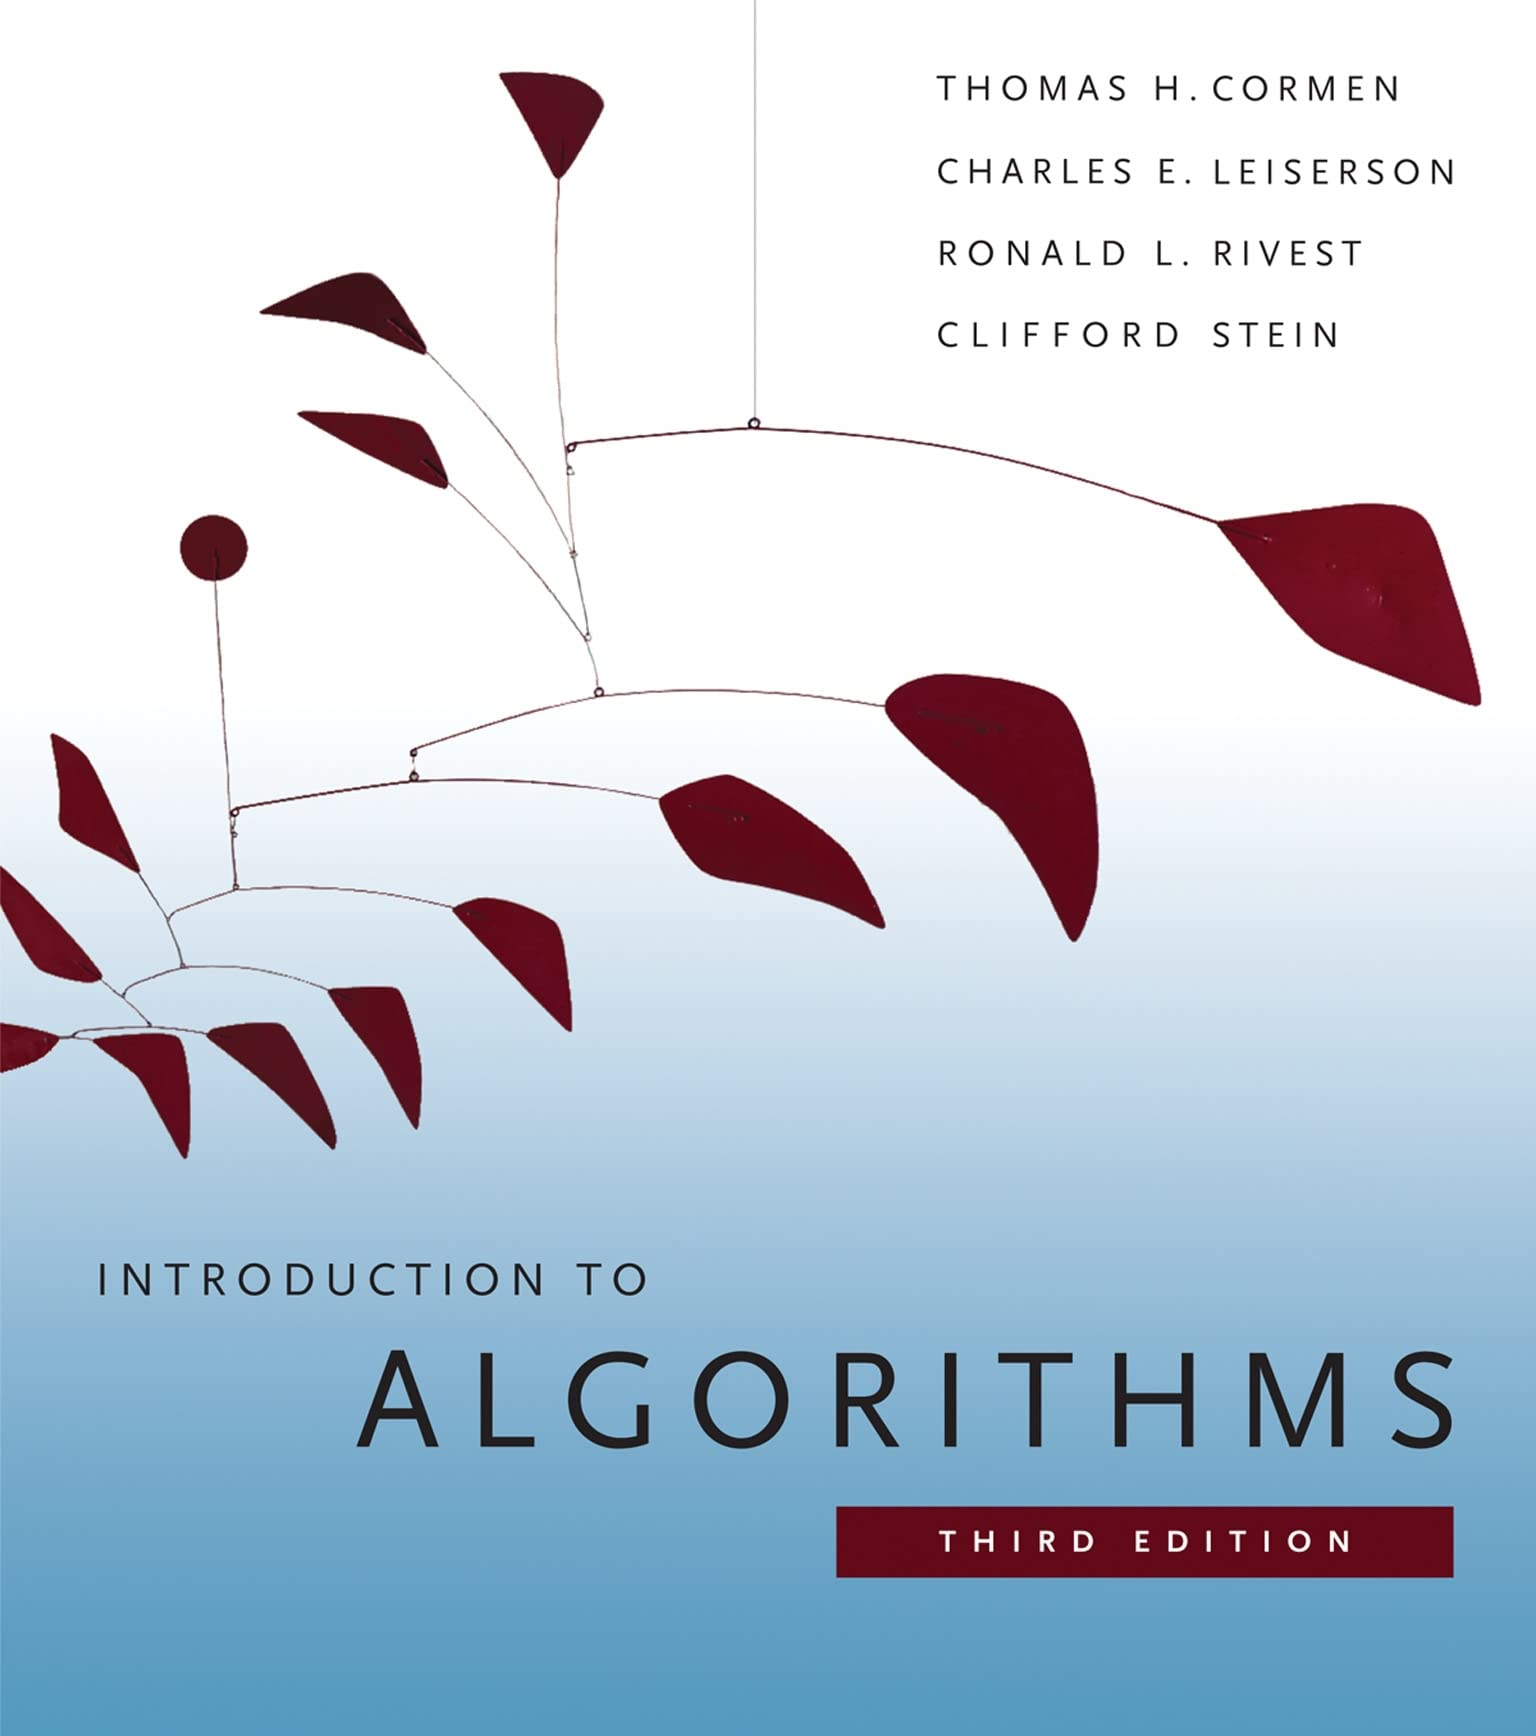 THOMAS H. CORMEN
CHARLES E. LEISERSON
RONALD L. RIVEST
CLIFFORD STEIN
INTRODUCTION TO
ALGORITHMS
THIRD EDITION